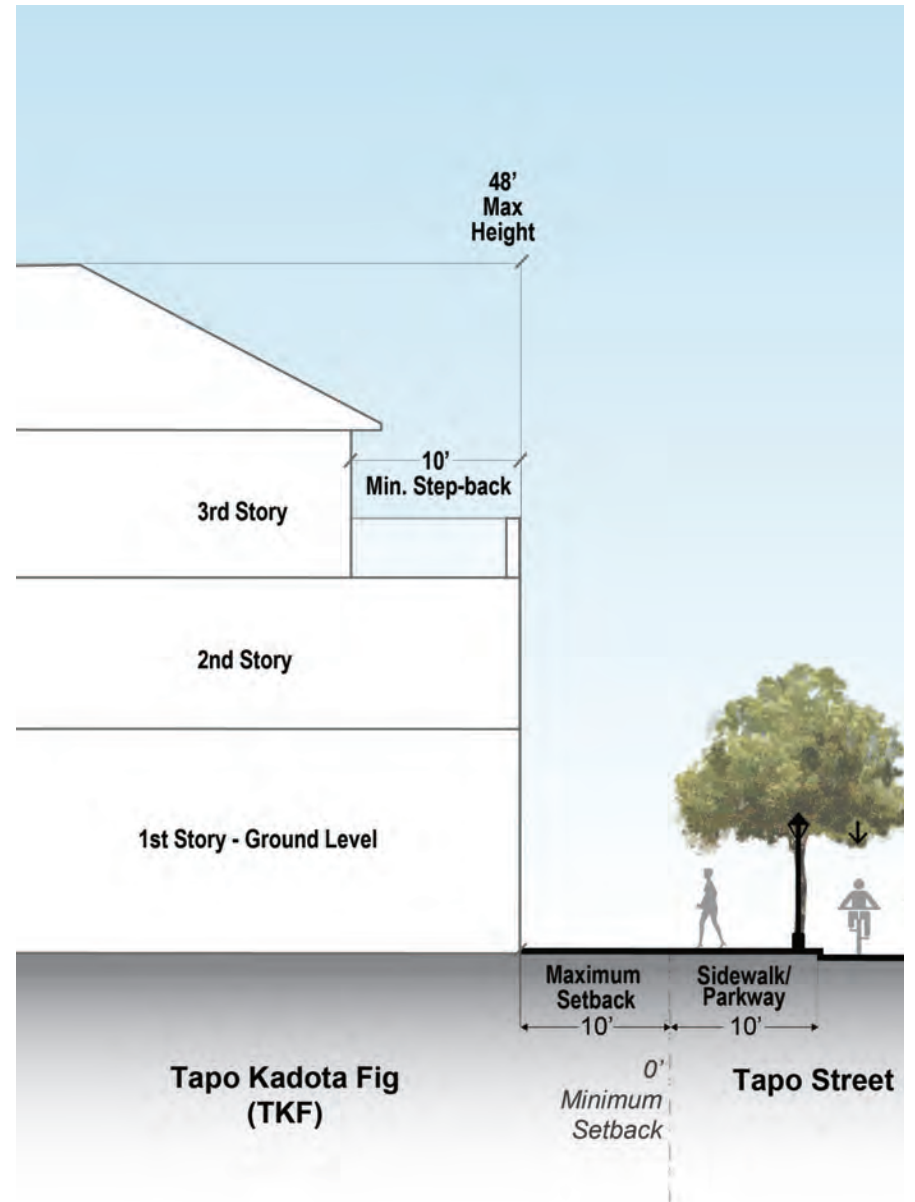 48’
Max
Height
10’
Min. Step-back
3rd Story
2nd Story
1st Story - Ground Level
Maximum
Setback
10’
Sidewalk/
Parkway
10’
Tapo Kadota Fig
(TKF)
0’
Minimum
Setback
Tapo Street